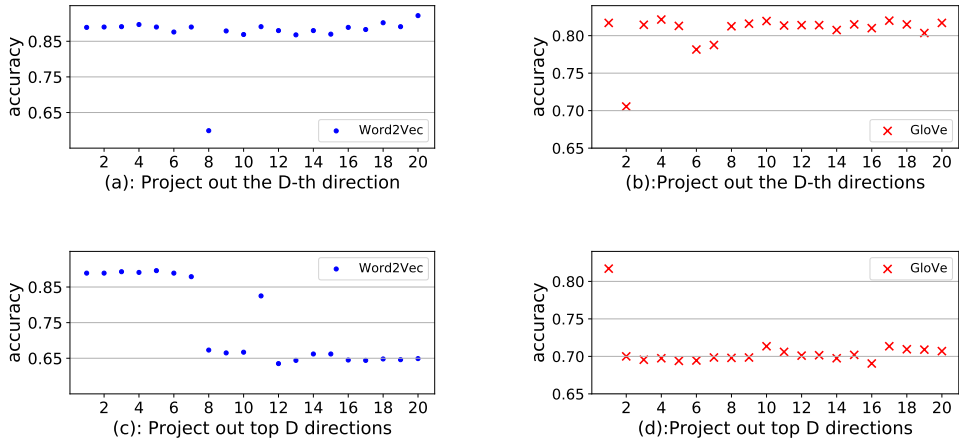 0.85
0.75
0.65
accuracy
Word2Vec
2 4 6 8 10 12 14 16 18 20
(a): Project out the D-th direction
0.80
0.75
0.70
0.65
accuracy
GloVe
2 4 6 8 10 12 14 16 18 20
(b):Project out the D-th directions
0.85
0.75
0.65
accuracy
Word2Vec
2 4 6 8 10 12 14 16 18 20
(c): Project out top D directions
0.80
0.75
0.70
0.65
accuracy
GloVe
2 4 6 8 10 12 14 16 18 20
(d):Project out top D directions